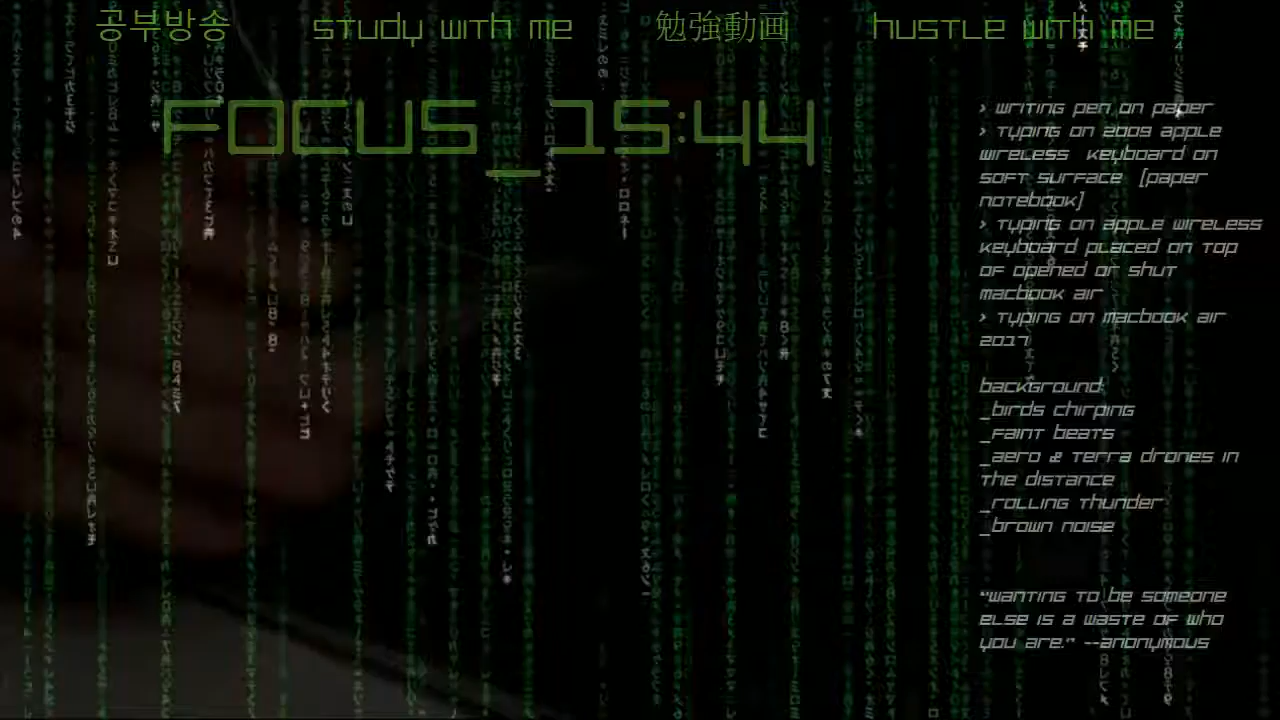 공부방송 study with me 勉強動画 hustle with me
FOCUS_15:44
> writing pen on paper
> typing on 2009 apple
wireless keyboard on
soft surface [paper
notebook]
> typing on apple wireless
keyboard placed on top
of opened or shut
macbook air
> typing on macbook air
2017
background:
_birds chirping
_faint beats
_aero & terra drones in
the distance
_rolling thunder
_brown noise
"wanting to be someone
else is a waste of who
you are." --anonymous